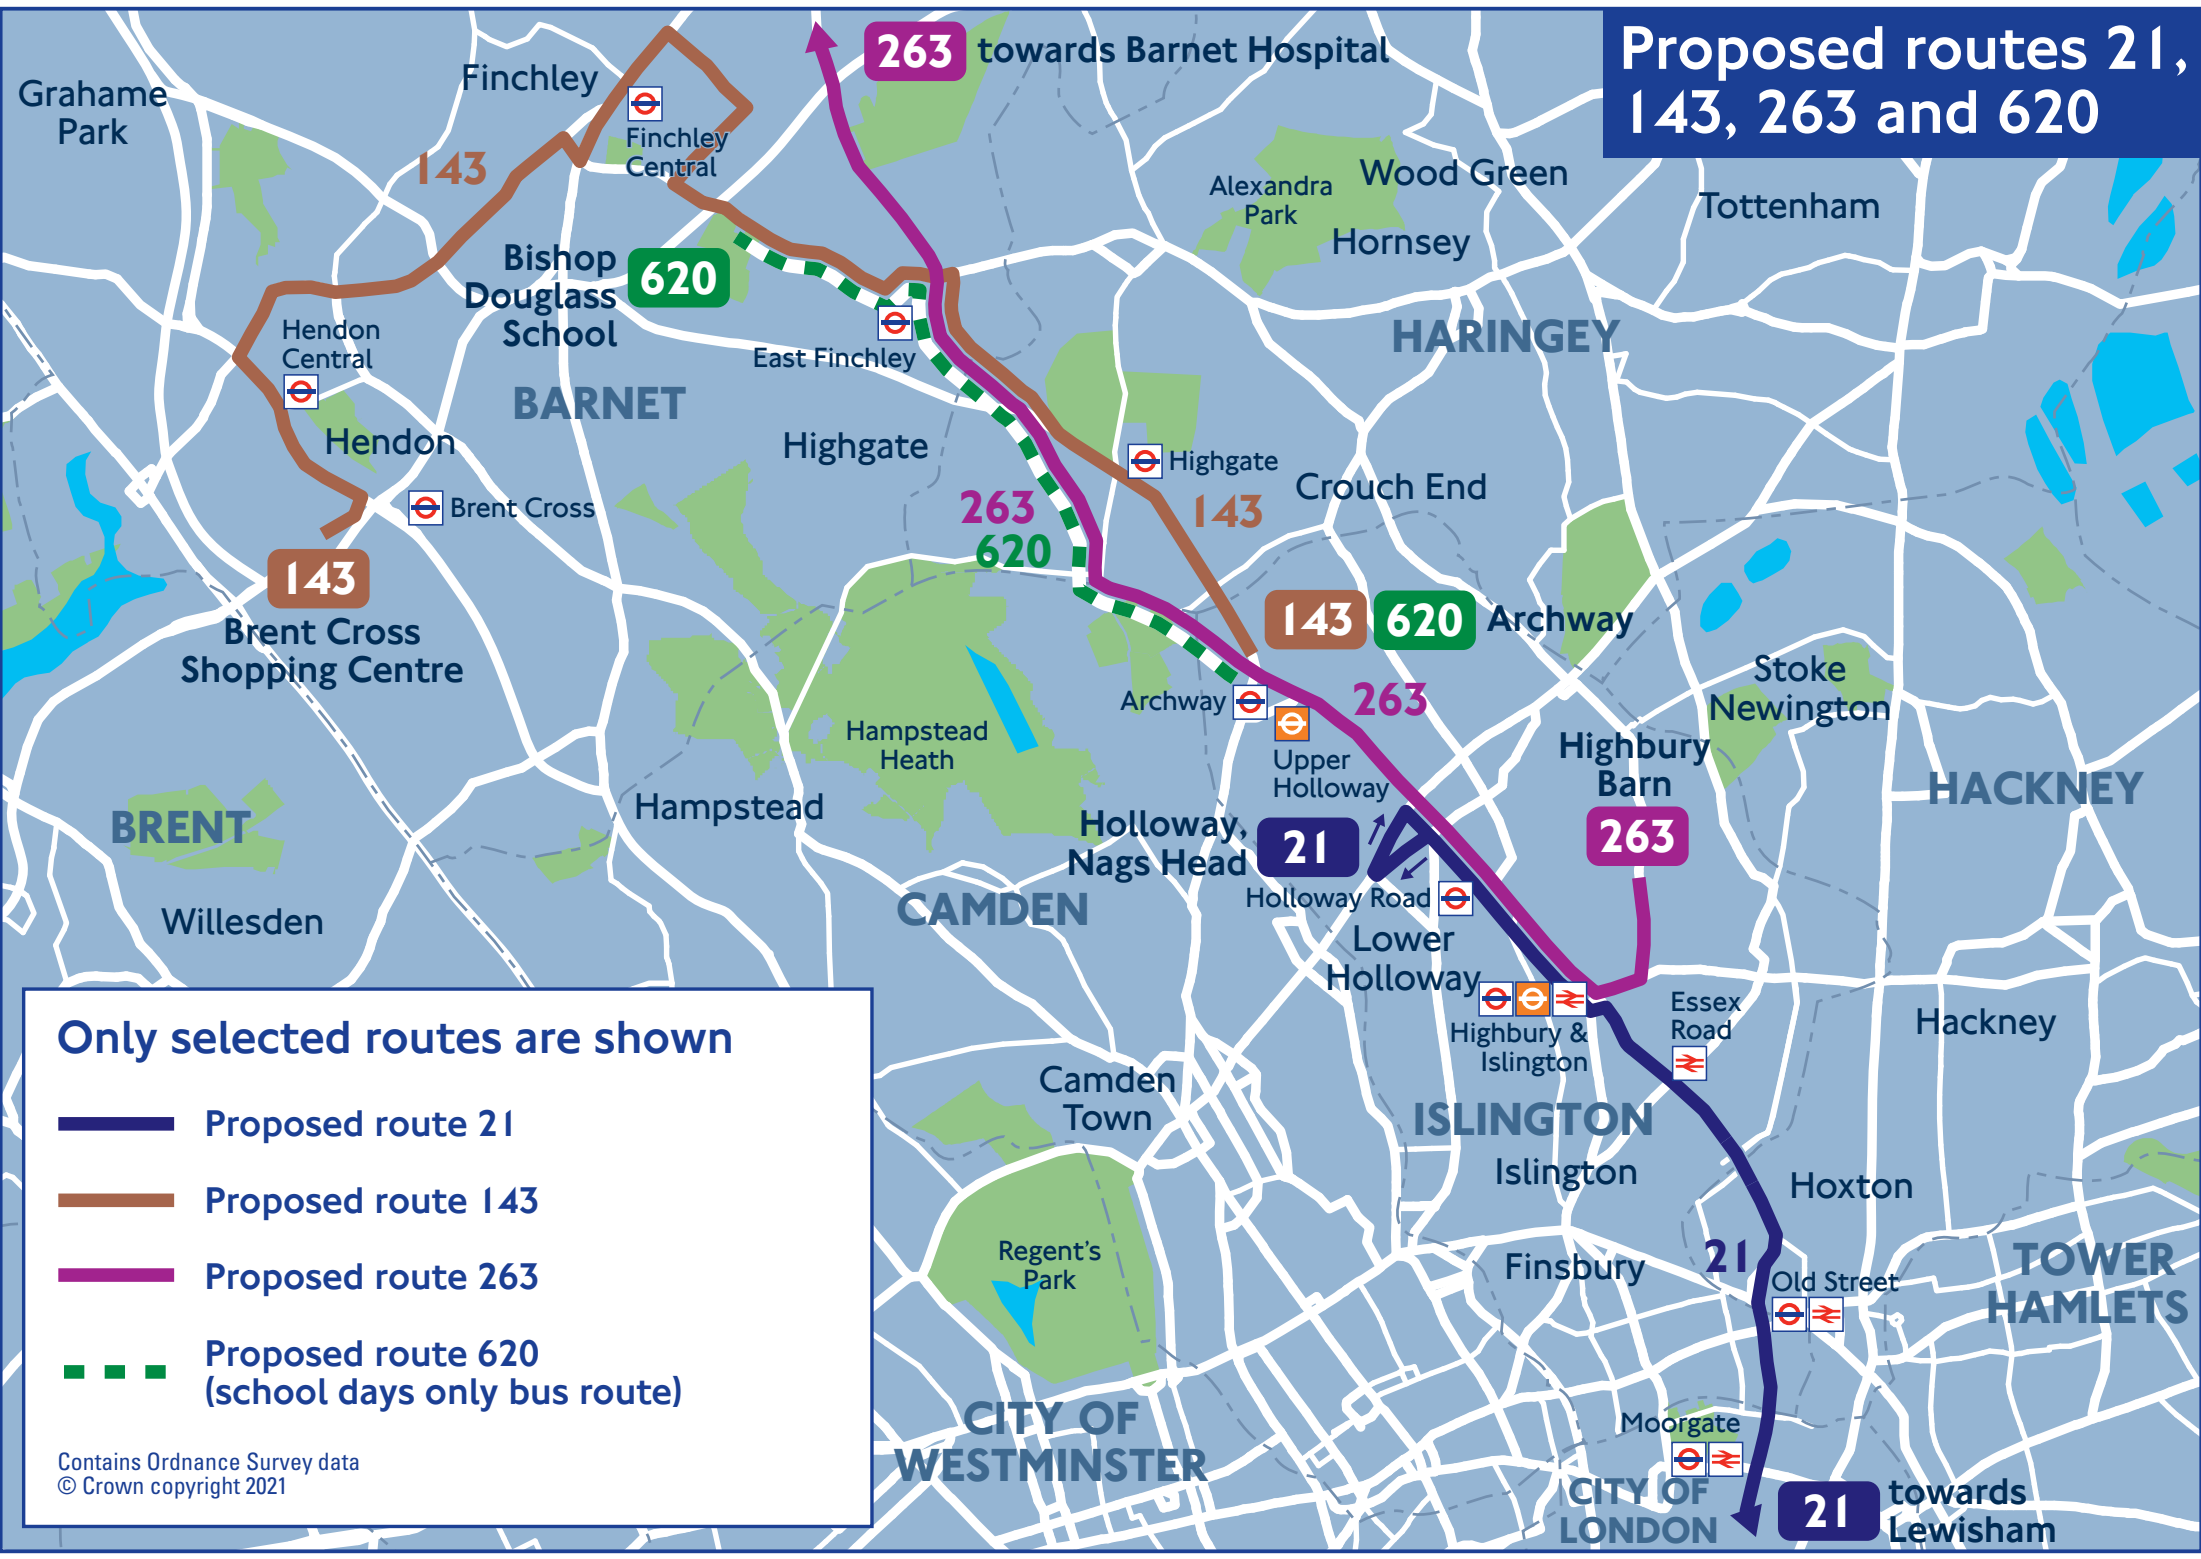 Proposed routes 21,
143, 263 and 620
263 towards Barnet Hospital
Grahame
Park
Finchley
Finchley
Central
143
Alexandra
Park
Wood Green
Hornsey
Tottenham
Bishop
Douglass
School
620
Hendon
Central
East Finchley
HARINGEY
BARNET
Hendon
Highgate
Highgate
Brent Cross
Crouch End
263
620
143
143
Brent Cross
Shopping Centre
143 620 Archway
Archway
263
Stoke
Newington
Hampstead
Heath
Upper
Holloway
Highbury
Barn
263
HACKNEY
BRENT
Hampstead
Holloway,
Nags Head
21
Holloway Road
CAMDEN
Willesden
Lower
Holloway
Highbury &
Islington
Essex
Road
Hackney
Camden
Town
ISLINGTON
Islington
Hoxton
Regent's
Park
Finsbury
21
Old Street
TOWER
HAMLETS
CITY OF
WESTMINSTER
Moorgate
CITY OF
LONDON
21 towards
Lewisham
Only selected routes are shown
Proposed route 21
Proposed route 143
Proposed route 263
Proposed route 620
(school days only bus route)
Contains Ordnance Survey data
© Crown copyright 2021